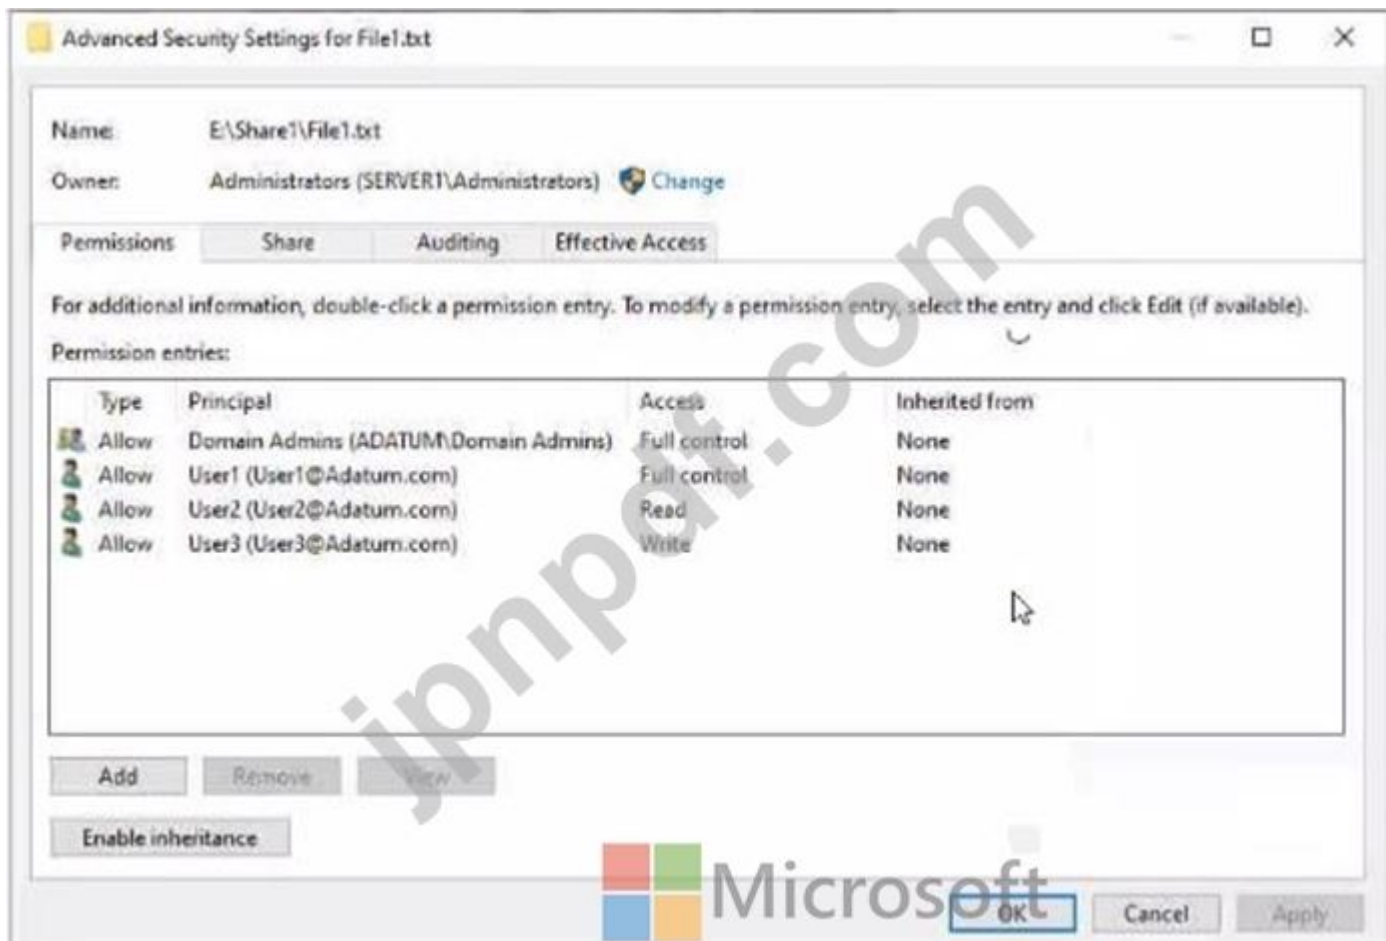 Advanced Security Settings for File1.txt
Name: E:\Share1\File1.txt
Owner: Administrators (SERVER1\Administrators) Change
Permissions Share Auditing Effective Access
For additional information, double-click a permission entry. To modify a permission entry, select the entry and click Edit (if available).
Permission entries:
Type Principal Access Inherited from
Allow Domain Admins (ADATUM\Domain Admins) Full control None
Allow User1 (User1@Adatum.com) Full control None
Allow User2 (User2@Adatum.com) Read None
Allow User3 (User3@Adatum.com) Write None
jpnpdf.com
Add Remove View
Enable inheritance
Microsoft
OK Cancel Apply